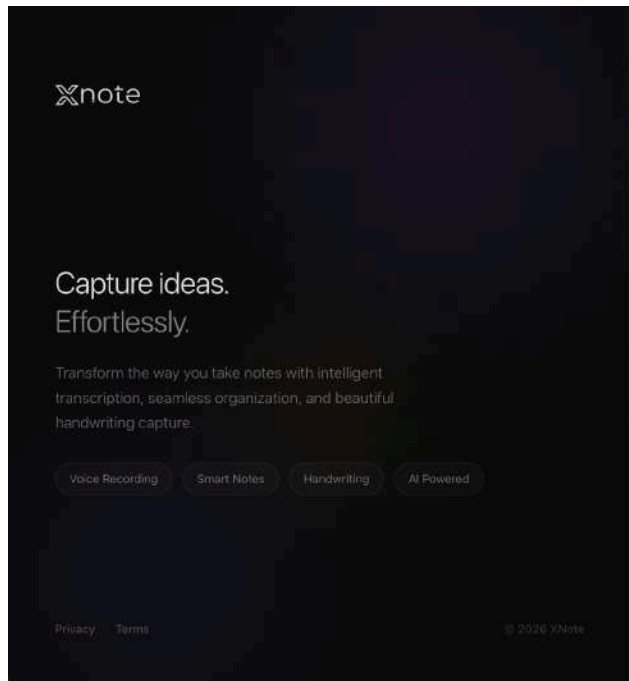 Xnote
Capture ideas.
Effortlessly.
Transform the way you take notes with intelligent
transcription, seamless organization, and beautiful
handwriting capture.
Voice Recording Smart Notes Handwriting AI Powered
Privacy Terms © 2026 XNote